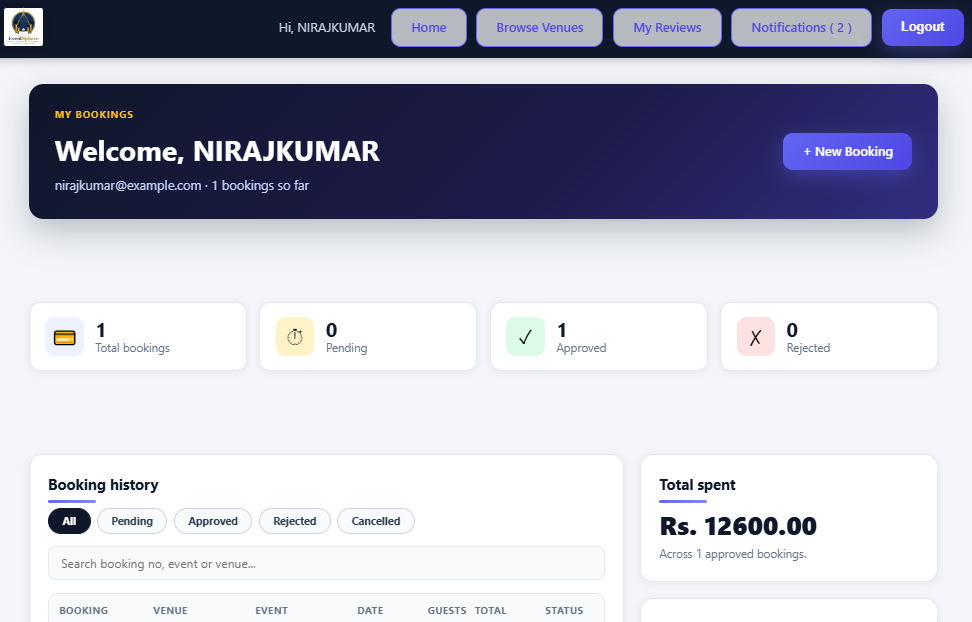 EventSphere
Hi, NIRAJKUMAR
Home
Browse Venues
My Reviews
Notifications ( 2 )
Logout
MY BOOKINGS
Welcome, NIRAJKUMAR
nirajkumar@example.com · 1 bookings so far
+ New Booking
1
Total bookings
0
Pending
✓
1
Approved
✗
0
Rejected
Booking history
All
Pending
Approved
Rejected
Cancelled
Search booking no, event or venue...
BOOKING VENUE EVENT DATE GUESTS TOTAL STATUS
Total spent
Rs. 12600.00
Across 1 approved bookings.